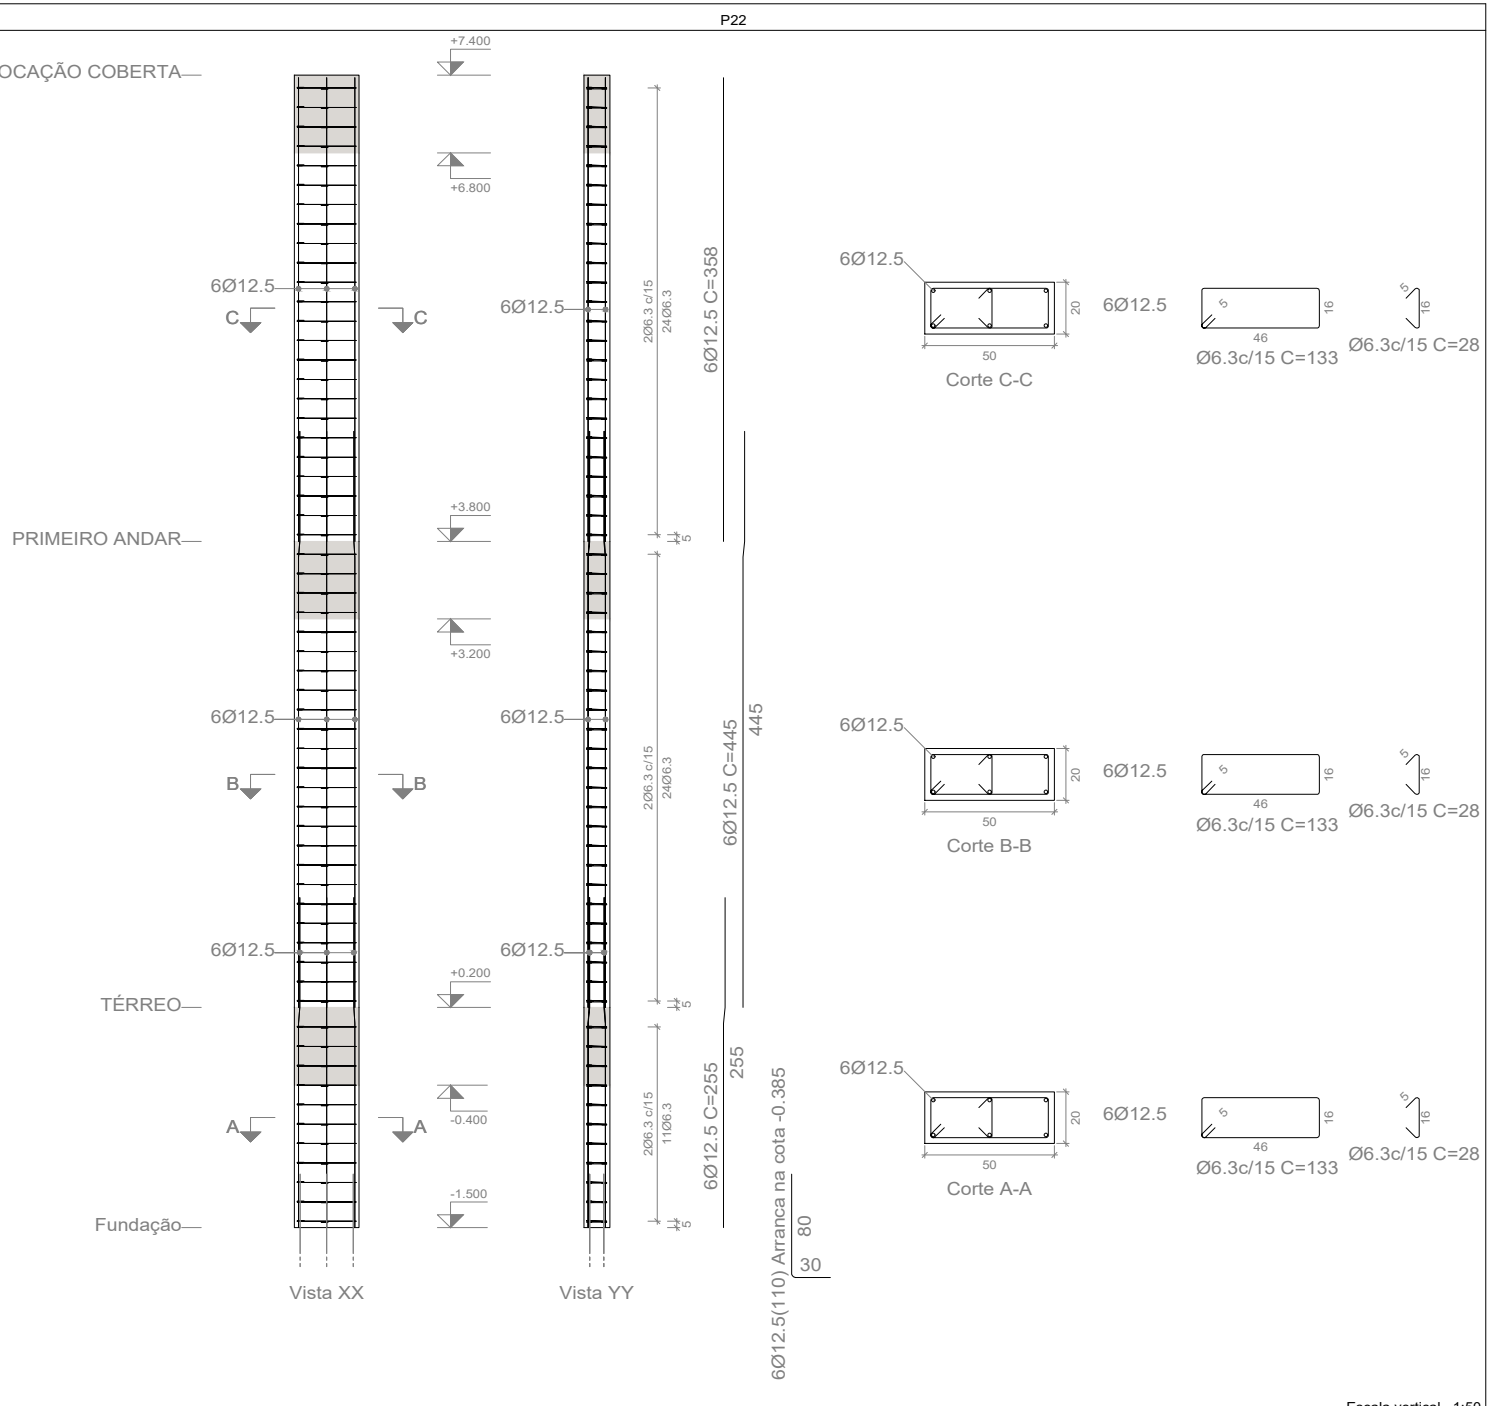 P22
OCAÇÃO COBERTA
+7.400
+6.800
6Ø12.5
C
C
6Ø12.5
2Ø6.3 c/15
24Ø6.3
6Ø12.5 C=358
6Ø12.5
20
50
Corte C-C
6Ø12.5
5
16
46
Ø6.3c/15 C=133
5
16
Ø6.3c/15 C=28
PRIMEIRO ANDAR
+3.800
5
+3.200
6Ø12.5
6Ø12.5
B
B
2Ø6.3 c/15
24Ø6.3
6Ø12.5 C=445
445
6Ø12.5
20
50
Corte B-B
6Ø12.5
5
16
46
Ø6.3c/15 C=133
5
16
Ø6.3c/15 C=28
6Ø12.5
6Ø12.5
TÉRREO
+0.200
5
-0.400
A
A
2Ø6.3 c/15
11Ø6.3
6Ø12.5 C=255
255
6Ø12.5
20
50
Corte A-A
6Ø12.5
5
16
46
Ø6.3c/15 C=133
5
16
Ø6.3c/15 C=28
Fundação
-1.500
5
6Ø12.5(110) Arranca na cota -0.385
80
30
Vista XX
Vista YY
Escala vertical 1:50